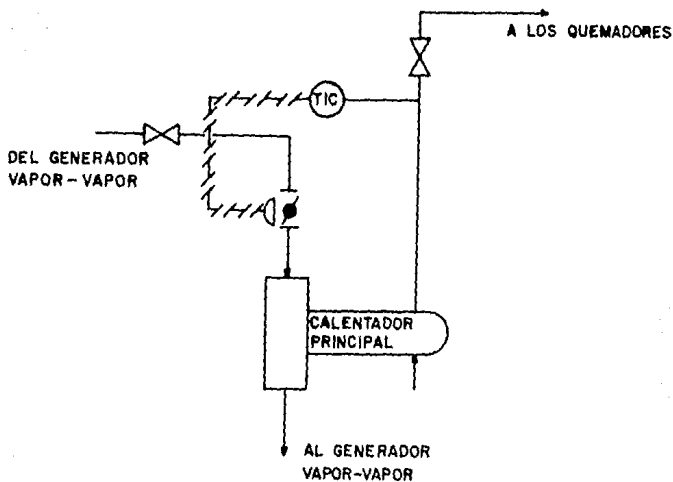 A LOS QUEMADORES
TIC
DEL GENERADOR
VAPOR-VAPOR
CALENTADOR
PRINCIPAL
AL GENERADOR
VAPOR-VAPOR